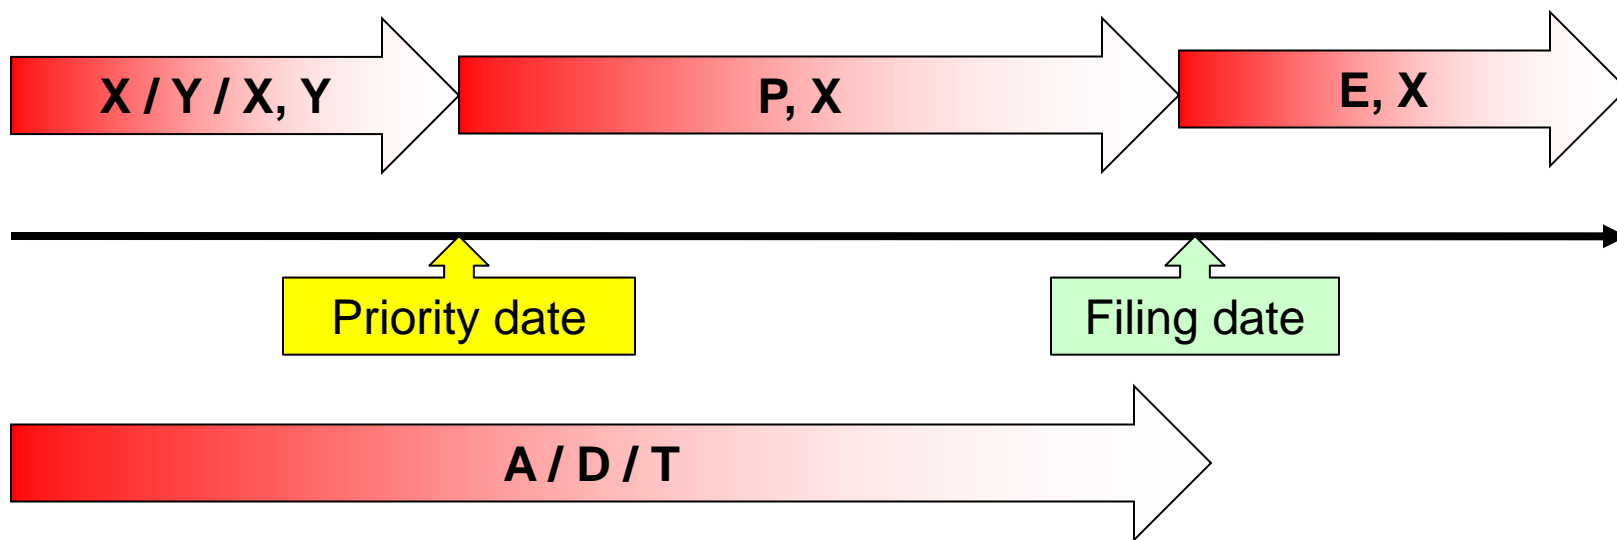 X / Y / X, Y
P, X
E, X
Priority date
Filing date
A / D / T